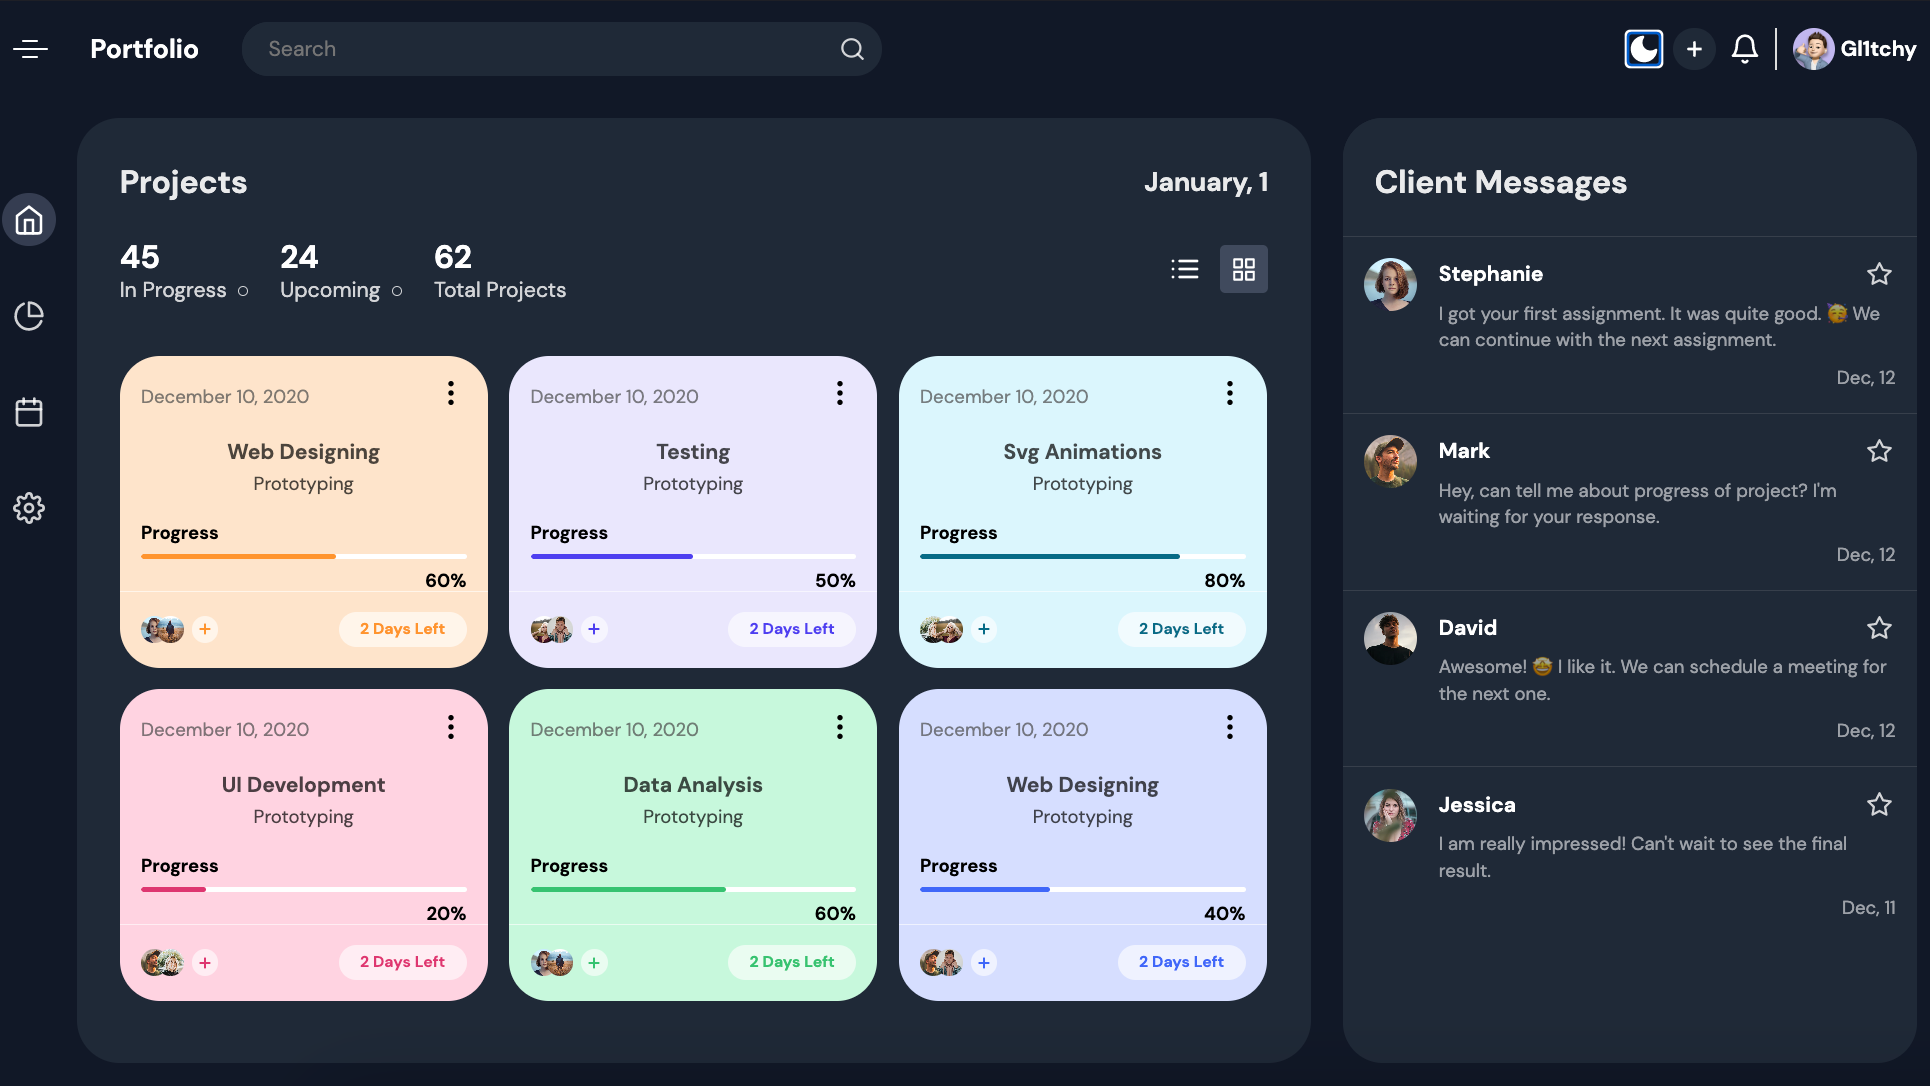 Portfolio
Search
Gl1tchy
Projects
January, 1
45
In Progress
24
Upcoming
62
Total Projects
December 10, 2020
Web Designing
Prototyping
Progress
60%
+
2 Days Left
December 10, 2020
Testing
Prototyping
Progress
50%
+
2 Days Left
December 10, 2020
Svg Animations
Prototyping
Progress
80%
+
2 Days Left
December 10, 2020
UI Development
Prototyping
Progress
20%
+
2 Days Left
December 10, 2020
Data Analysis
Prototyping
Progress
60%
+
2 Days Left
December 10, 2020
Web Designing
Prototyping
Progress
40%
+
2 Days Left
Client Messages
Stephanie
I got your first assignment. It was quite good. 🥳 We
can continue with the next assignment.
Dec, 12
Mark
Hey, can tell me about progress of project? I'm
waiting for your response.
Dec, 12
David
Awesome! 🤩 I like it. We can schedule a meeting for
the next one.
Dec, 12
Jessica
I am really impressed! Can't wait to see the final
result.
Dec, 11